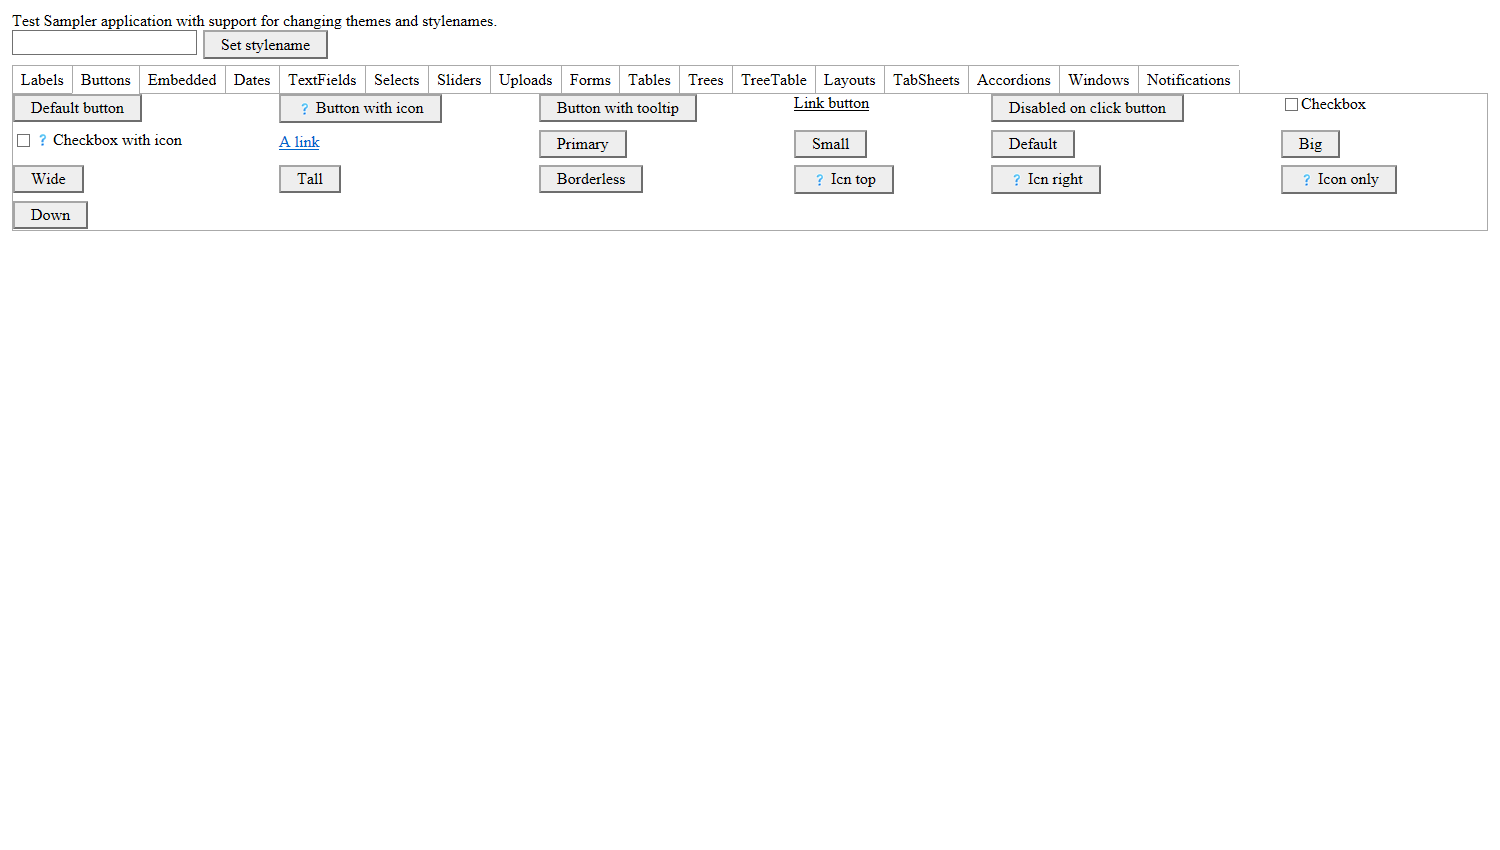 Test Sampler application with support for changing themes and stylenames.
Set stylename
Labels Buttons Embedded Dates TextFields Selects Sliders Uploads Forms Tables Trees TreeTable Layouts TabSheets Accordions Windows Notifications
Default button ? Button with icon Button with tooltip Link button Disabled on click button Checkbox
? Checkbox with icon A link Primary Small Default Big
Wide Tall Borderless ? Icn top ? Icn right ? Icon only
Down